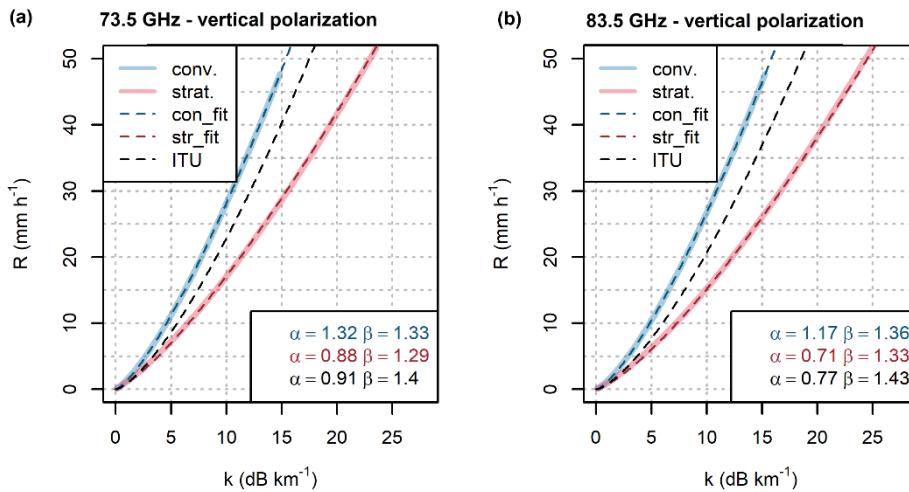 (a) 73.5 GHz - vertical polarization
conv.
strat.
con_fit
str_fit
ITU
R (mm h⁻¹)
50
40
30
20
10
0
α = 1.32 β = 1.33
α = 0.88 β = 1.29
α = 0.91 β = 1.4
0 5 10 15 20 25
k (dB km⁻¹)
(b) 83.5 GHz - vertical polarization
conv.
strat.
con_fit
str_fit
ITU
R (mm h⁻¹)
50
40
30
20
10
0
α = 1.17 β = 1.36
α = 0.71 β = 1.33
α = 0.77 β = 1.43
0 5 10 15 20 25
k (dB km⁻¹)